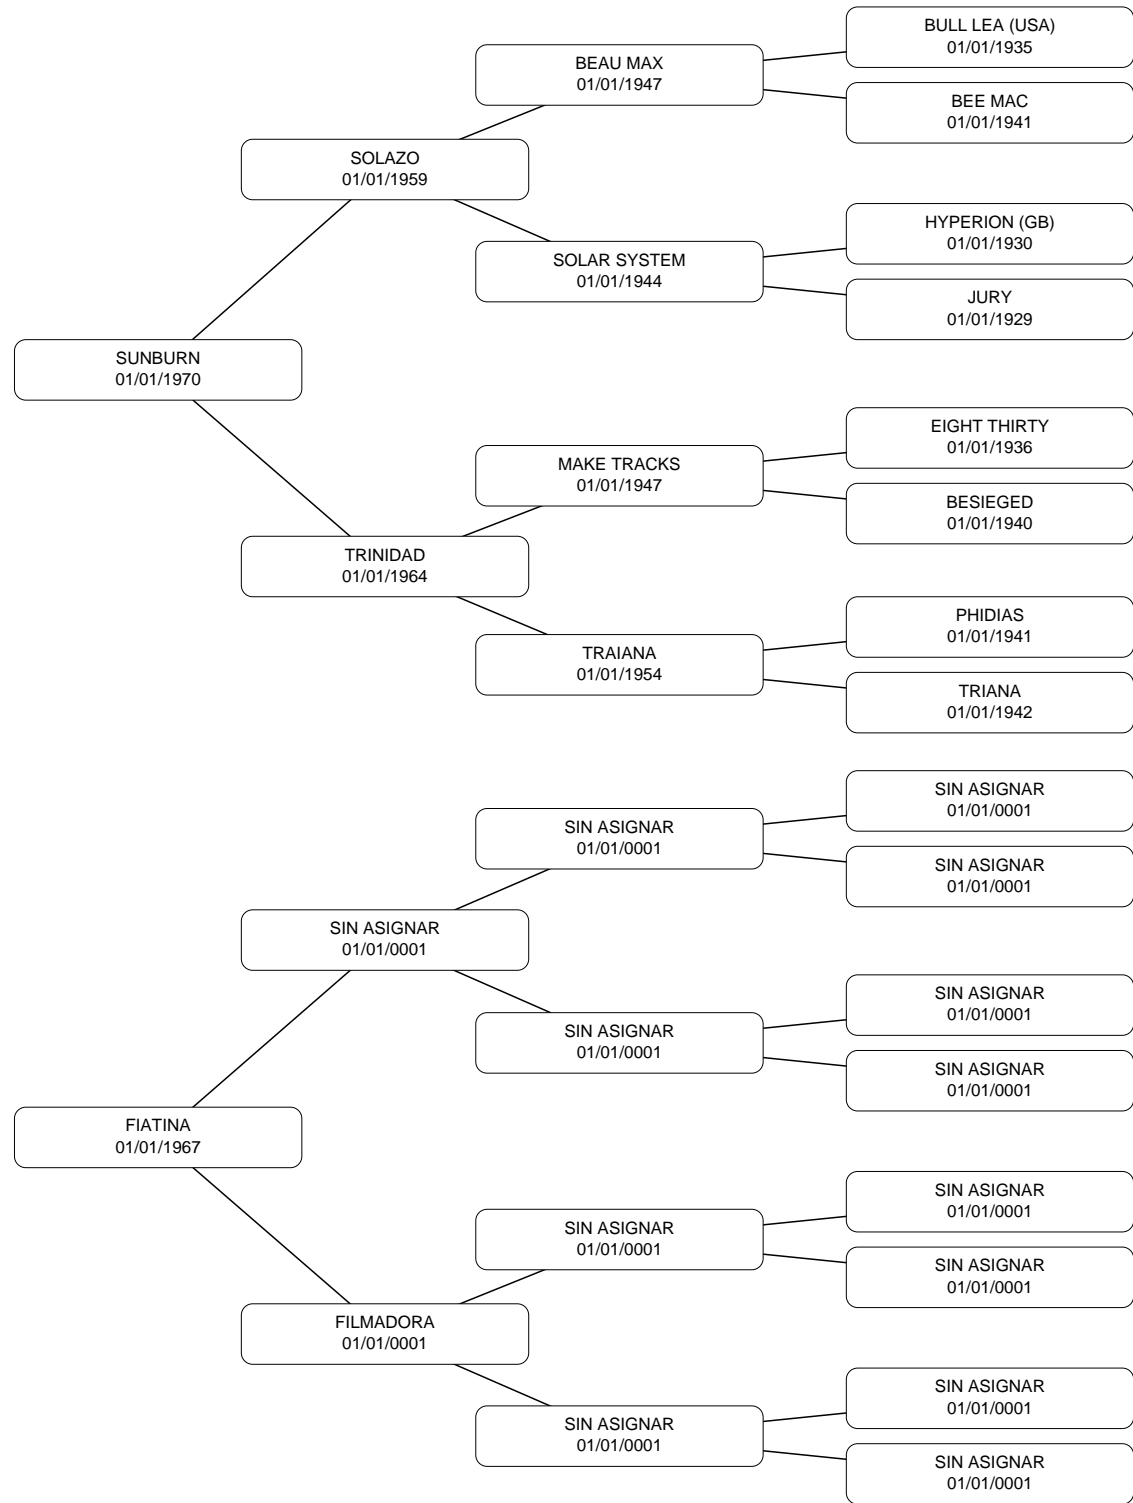 BULL LEA (USA)
01/01/1935
BEAU MAX
01/01/1947
BEE MAC
01/01/1941
SOLAZO
01/01/1959
HYPERION (GB)
01/01/1930
SOLAR SYSTEM
01/01/1944
JURY
01/01/1929
SUNBURN
01/01/1970
EIGHT THIRTY
01/01/1936
MAKE TRACKS
01/01/1947
BESIEGED
01/01/1940
TRINIDAD
01/01/1964
PHIDIAS
01/01/1941
TRAIANA
01/01/1954
TRIANA
01/01/1942
SIN ASIGNAR
01/01/0001
SIN ASIGNAR
01/01/0001
SIN ASIGNAR
01/01/0001
SIN ASIGNAR
01/01/0001
SIN ASIGNAR
01/01/0001
SIN ASIGNAR
01/01/0001
SIN ASIGNAR
01/01/0001
FIATINA
01/01/1967
SIN ASIGNAR
01/01/0001
SIN ASIGNAR
01/01/0001
SIN ASIGNAR
01/01/0001
FILMADORA
01/01/0001
SIN ASIGNAR
01/01/0001
SIN ASIGNAR
01/01/0001
SIN ASIGNAR
01/01/0001